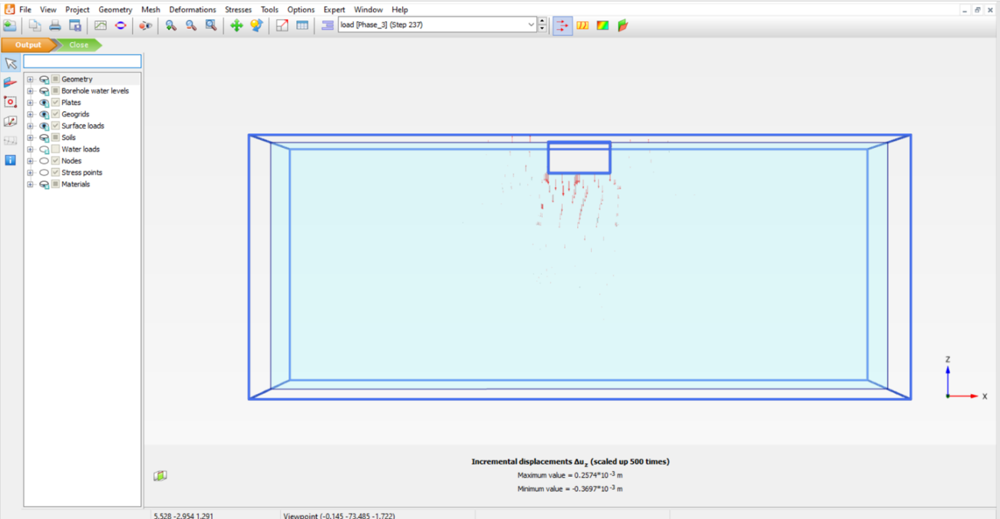 File View Project Geometry Mesh Deformations Stresses Tools Options Expert Window Help
load [Phase_3] (Step 237)
Output Close
Geometry
Borehole water levels
Plates
Geogrids
Surface loads
Soils
Water loads
Nodes
Stress points
Materials
Z
X
Incremental displacements Δu_z (scaled up 500 times)
Maximum value = 0.2574*10⁻³ m
Minimum value = -0.3697*10⁻³ m
5.528 -2.954 1.291 Viewpoint (-0.145 -73.485 -1.722)